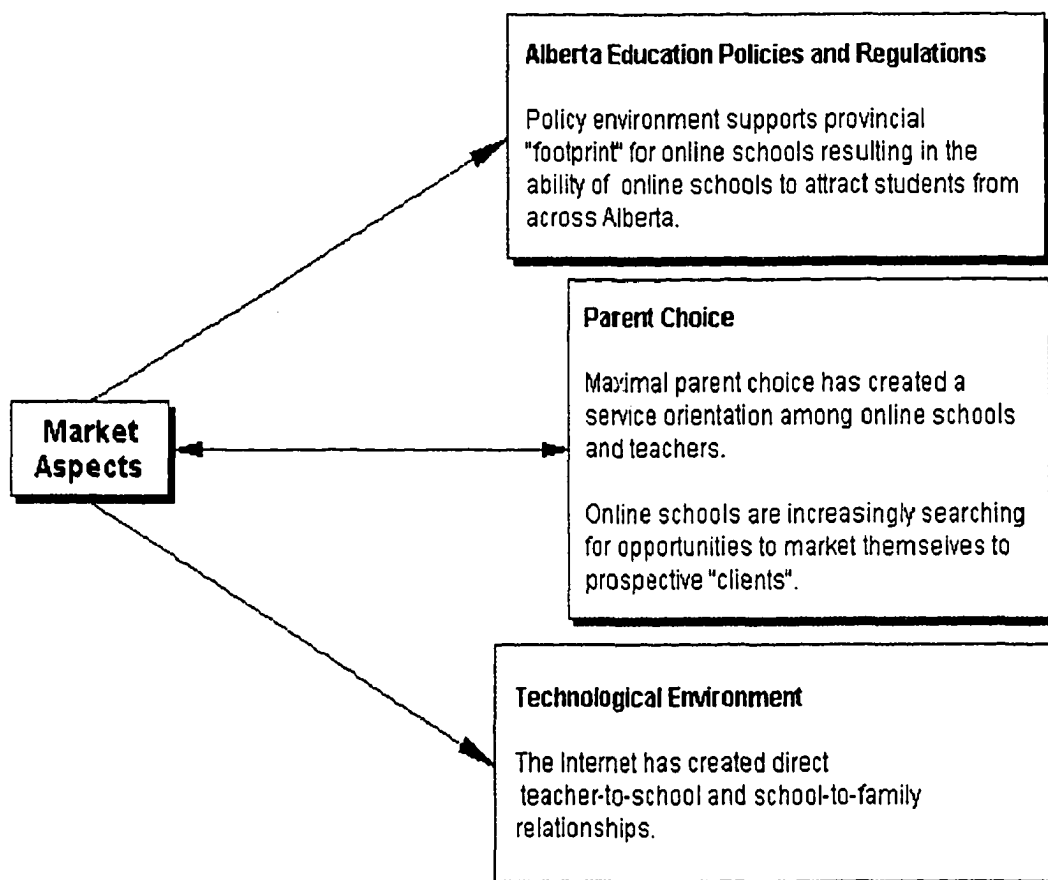 Alberta Education Policies and Regulations
Policy environment supports provincial
"footprint" for online schools resulting in the
ability of online schools to attract students from
across Alberta.
Parent Choice
Maximal parent choice has created a
service orientation among online schools
and teachers.
Online schools are increasingly searching
for opportunities to market themselves to
prospective "clients".
Market
Aspects
Technological Environment
The Internet has created direct
teacher-to-school and school-to-family
relationships.